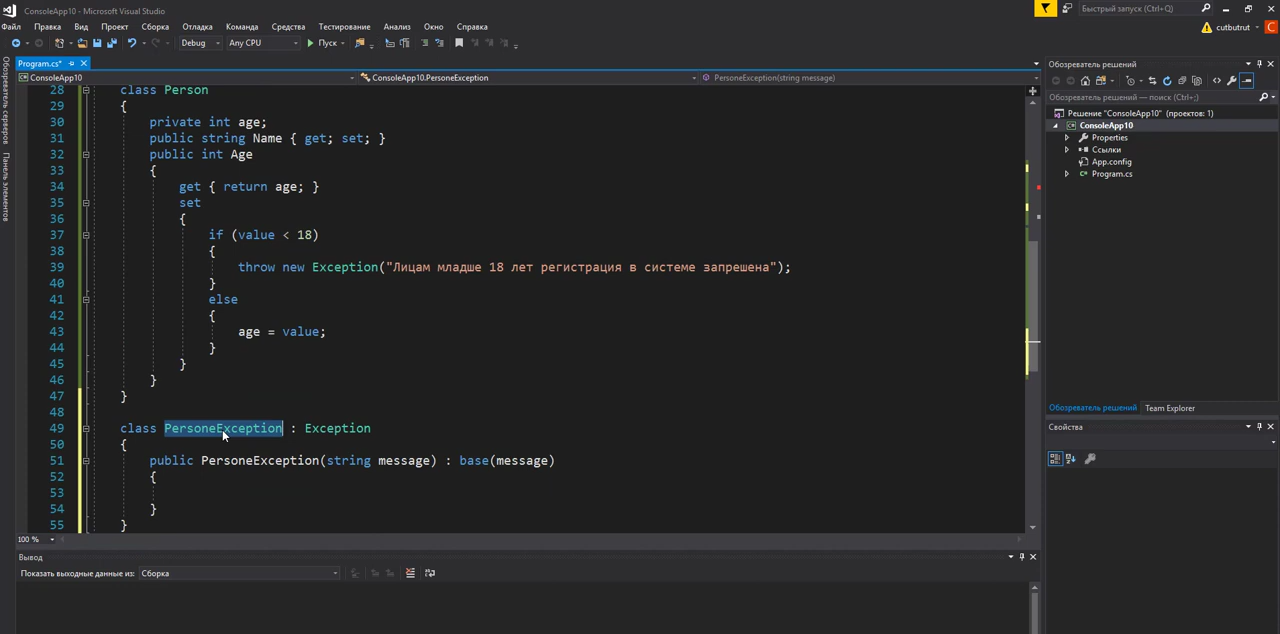 ConsoleApp10 - Microsoft Visual Studio
Быстрый запуск (Ctrl+Q)
Файл Правка Вид Проект Сборка Отладка Команда Средства Тестирование Анализ Окно Справка
cutbutrut
C
Debug Any CPU Пуск
Program.cs*
Обозреватель решений
ConsoleApp10
ConsoleApp10.PersoneException
PersoneException(string message)
Обозреватель решений — поиск (Ctrl+;)
Решение "ConsoleApp10" (проектов: 1)
ConsoleApp10
Properties
Ссылки
App.config
Program.cs
Обозреватель серверов
Панель элементов
28 class Person
29 {
30 private int age;
31 public string Name { get; set; }
32 public int Age
33 {
34 get { return age; }
35 set
36 {
37 if (value < 18)
38 {
39 throw new Exception("Лицам младше 18 лет регистрация в системе запрешена");
40 }
41 else
42 {
43 age = value;
44 }
45 }
46 }
47 }
48
49 class PersoneException : Exception
50 {
51 public PersoneException(string message) : base(message)
52 {
53
54 }
55 }
Обозреватель решений Team Explorer
Свойства
100 %
Вывод
Показать выходные данные из: Сборка